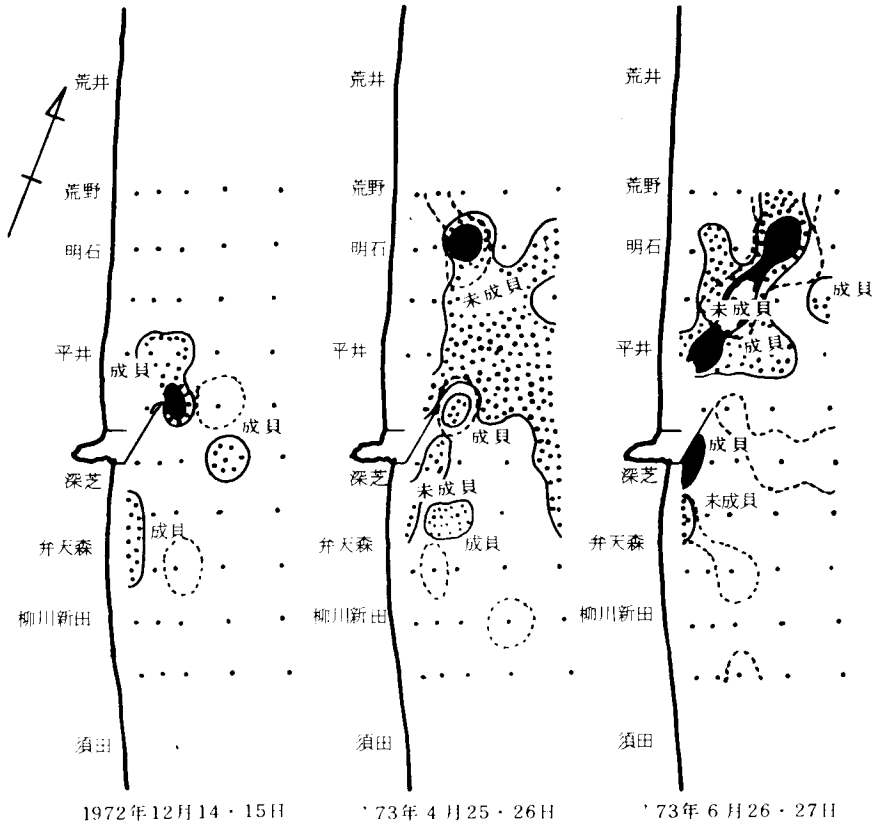 荒井
荒野
明石
平井
成貝
成貝
深芝
成貝
弁天森
柳川新田
須田
1972年12月14・15日
荒井
荒野
明石
未成貝
平井
成貝
深芝
未成貝
成貝
弁天森
柳川新田
須田
'73年4月25・26日
荒井
荒野
明石
成貝
未成貝
成貝
平井
成貝
深芝
未成貝
弁天森
柳川新田
須田
'73年6月26・27日